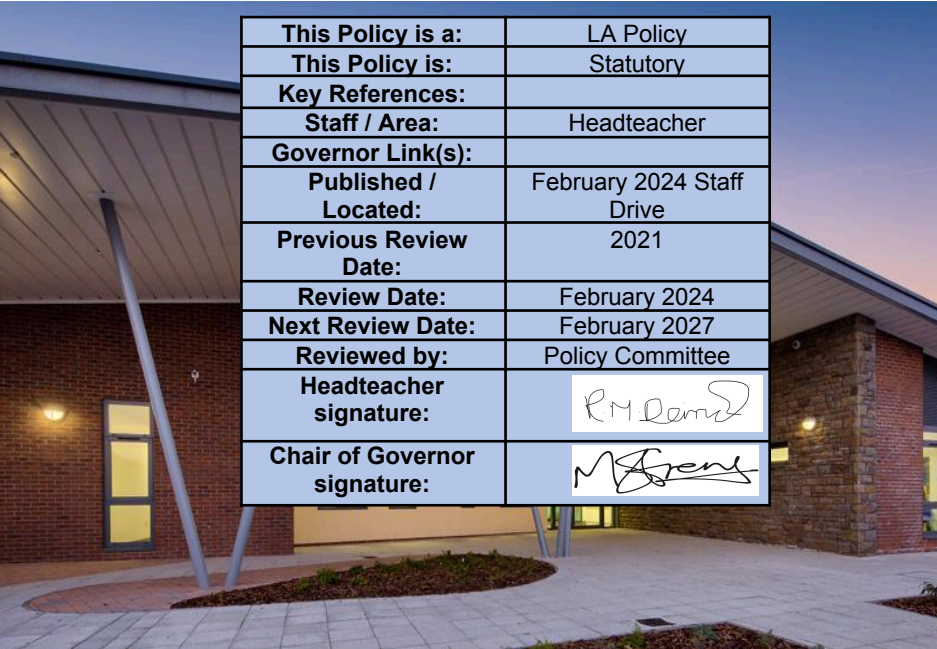 This Policy is a: LA Policy
This Policy is: Statutory
Key References:
Staff / Area: Headteacher
Governor Link(s):
Published / Located: February 2024 Staff Drive
Previous Review Date: 2021
Review Date: February 2024
Next Review Date: February 2027
Reviewed by: Policy Committee
Headteacher signature: R.M.
Chair of Governor signature: